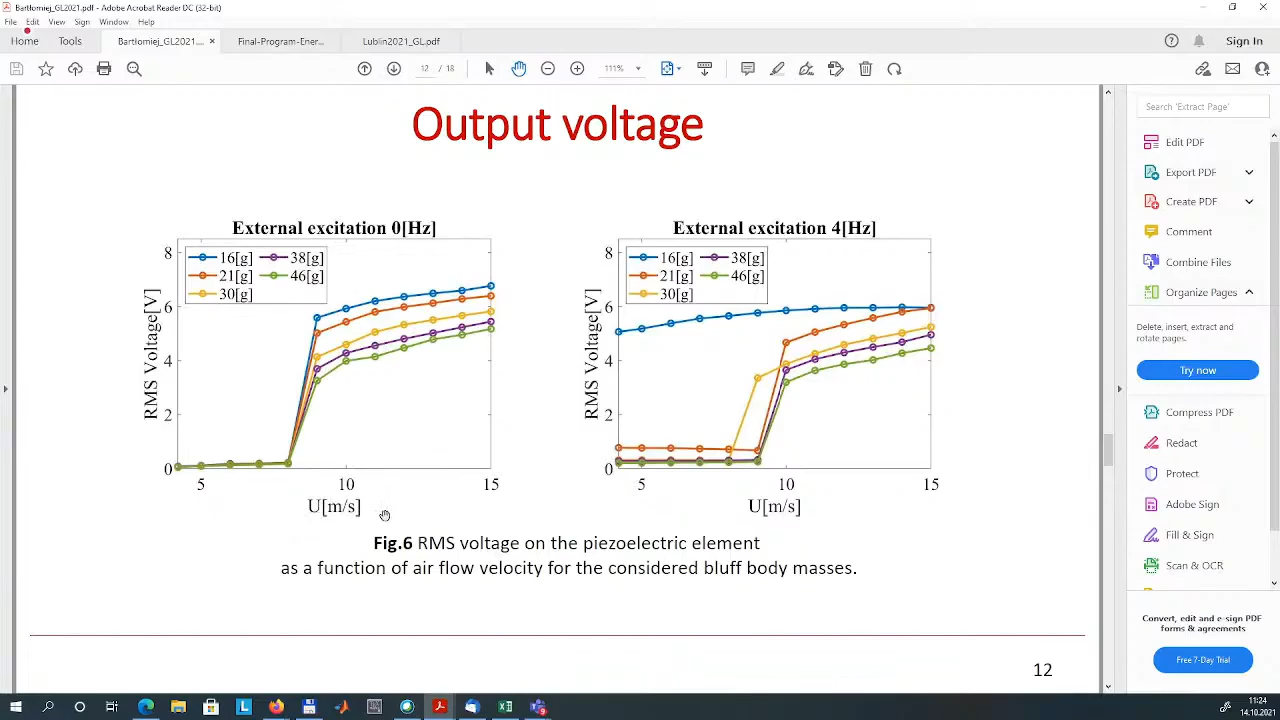 Bartlomiej_GL2021.pdf - Adobe Acrobat Reader DC (32-bit)
File Edit View Sign Window Help
Home Tools Bartlomiej_GL2021.... × Final-Program-Ener... Lublin2021_GL.pdf Sign In
12 / 18 111%
Output voltage
External excitation 0[Hz]
16[g] 38[g]
21[g] 46[g]
30[g]
RMS Voltage[V]
8
6
4
2
0
5 10 15
U[m/s]
External excitation 4[Hz]
16[g] 38[g]
21[g] 46[g]
30[g]
RMS Voltage[V]
8
6
4
2
0
5 10 15
U[m/s]
Fig.6 RMS voltage on the piezoelectric element
as a function of air flow velocity for the considered bluff body masses.
12
Search 'Extract Page'
Edit PDF
Export PDF
Create PDF
Comment
Combine Files
Organize Pages
Delete, insert, extract and
rotate pages.
Try now
Compress PDF
Redact
Protect
Adobe Sign
Fill & Sign
Scan & OCR
Convert, edit and e-sign PDF
forms & agreements
Free 7-Day Trial
11:24
14.10.2021